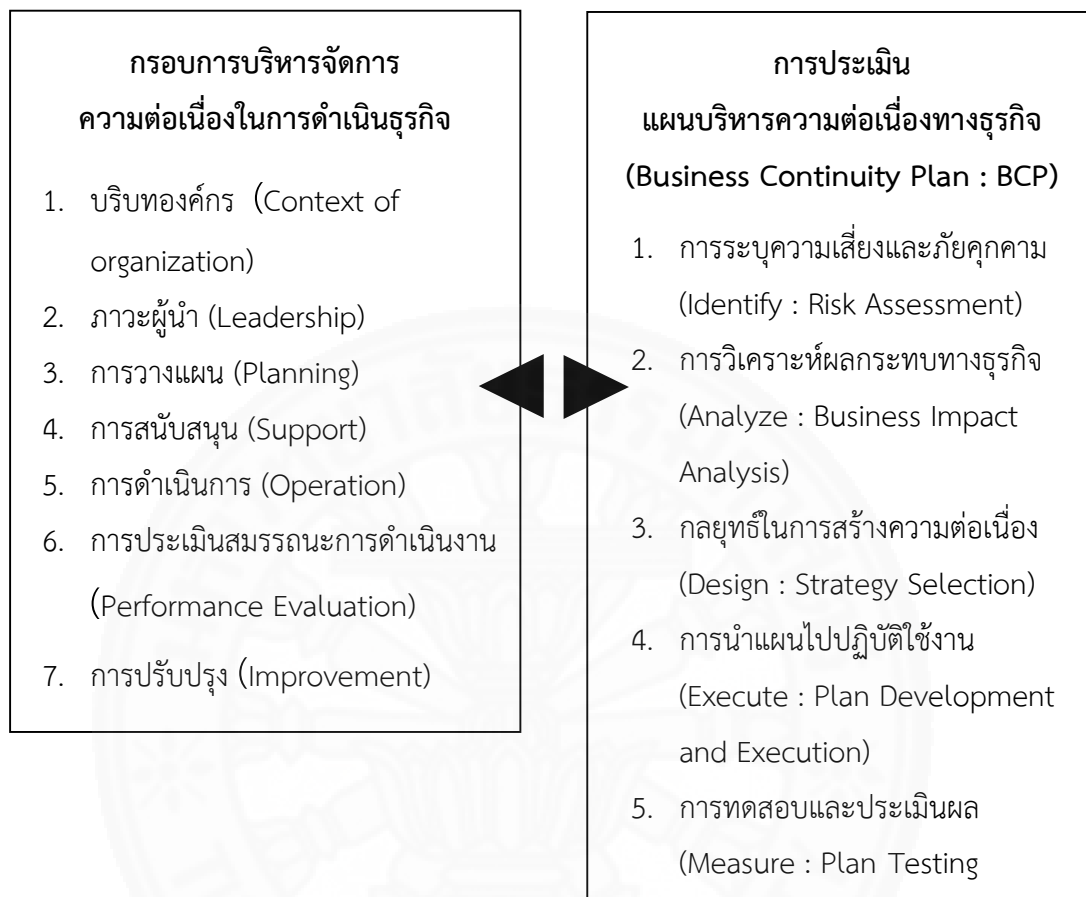 กรอบการบริหารจัดการ
ความต่อเนื่องในการดำเนินธุรกิจ
1. บริบทองค์กร (Context of
organization)
2. ภาวะผู้นำ (Leadership)
3. การวางแผน (Planning)
4. การสนับสนุน (Support)
5. การดำเนินการ (Operation)
6. การประเมินสมรรถนะการดำเนินงาน
(Performance Evaluation)
7. การปรับปรุง (Improvement)
การประเมิน
แผนบริหารความต่อเนื่องทางธุรกิจ
(Business Continuity Plan : BCP)
1. การระบุความเสี่ยงและภัยคุกคาม
(Identify : Risk Assessment)
2. การวิเคราะห์ผลกระทบทางธุรกิจ
(Analyze : Business Impact
Analysis)
3. กลยุทธ์ในการสร้างความต่อเนื่อง
(Design : Strategy Selection)
4. การนำแผนไปปฏิบัติใช้งาน
(Execute : Plan Development
and Execution)
5. การทดสอบและประเมินผล
(Measure : Plan Testing